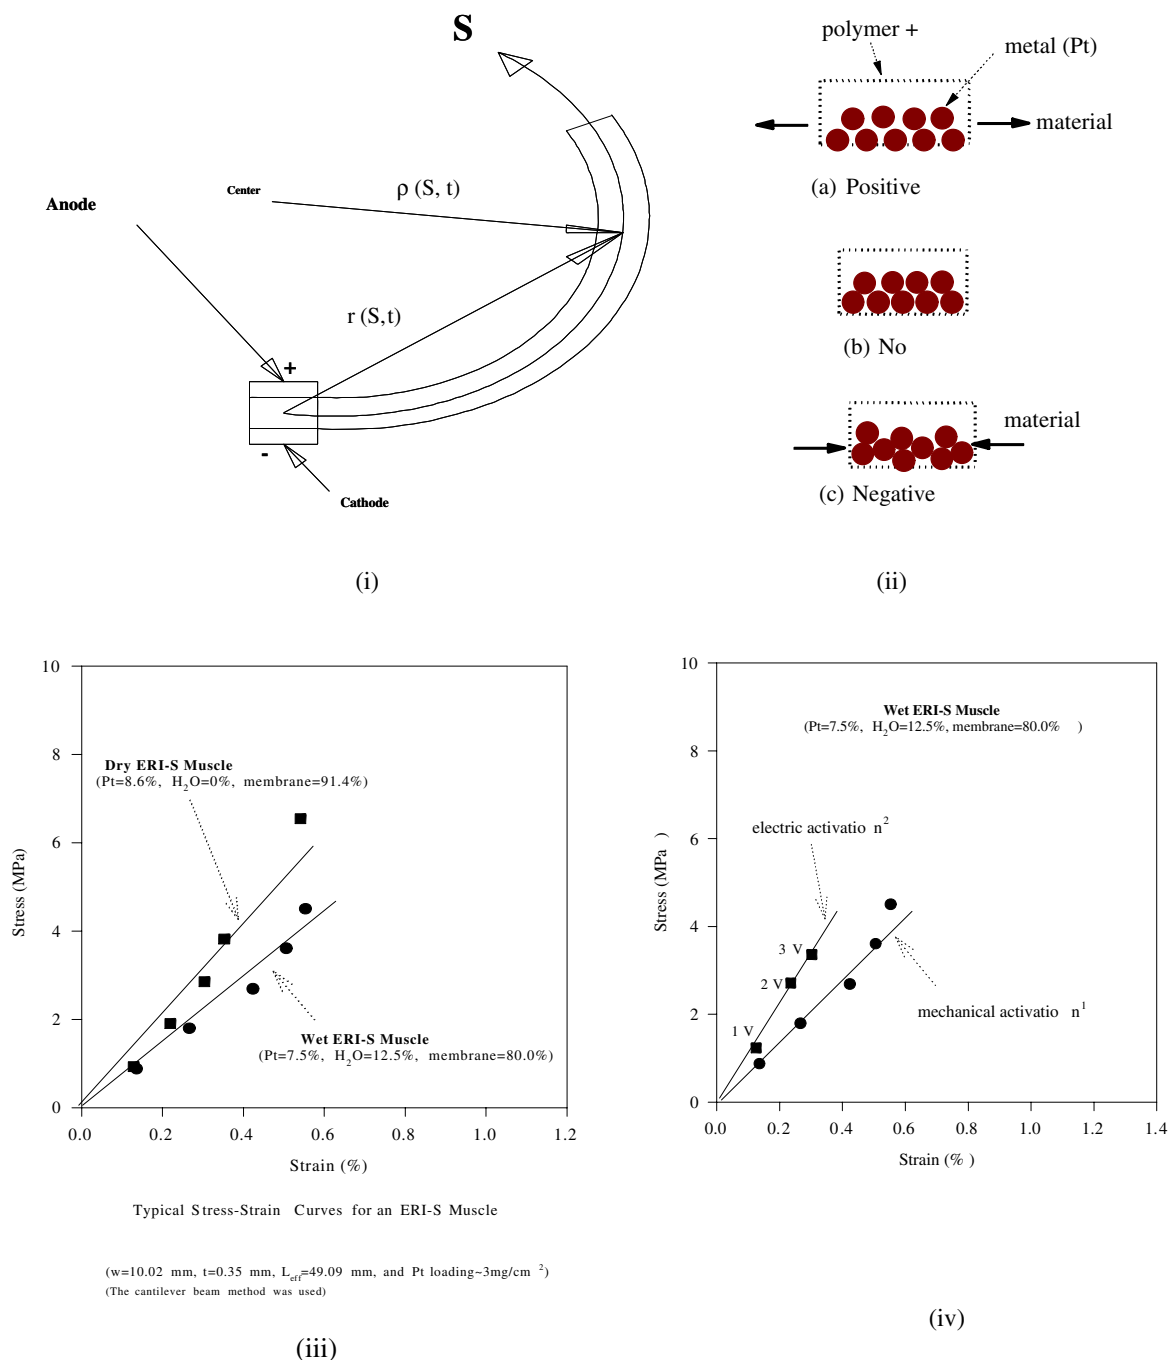 S
Center
ρ (S, t)
Anode
r (S,t)
+
-
Cathode
(i)
polymer +
metal (Pt)
material
(a) Positive
(b) No
material
(c) Negative
(ii)
10
8
6
4
2
0
Stress (MPa)
Dry ERI-S Muscle
(Pt=8.6%, H₂O=0%, membrane=91.4%)
Wet ERI-S Muscle
(Pt=7.5%, H₂O=12.5%, membrane=80.0%)
0.0 0.2 0.4 0.6 0.8 1.0 1.2
Strain (%)
Typical Stress-Strain Curves for an ERI-S Muscle
(w=10.02 mm, t=0.35 mm, Leff=49.09 mm, and Pt loading~3mg/cm ²)
(The cantilever beam method was used)
(iii)
10
8
6
4
2
0
Stress (MPa )
Wet ERI-S Muscle
(Pt=7.5%, H₂O=12.5%, membrane=80.0% )
electric activatio n²
3 V
2 V
1 V
mechanical activatio n¹
0.0 0.2 0.4 0.6 0.8 1.0 1.2 1.4
Strain (% )
(iv)